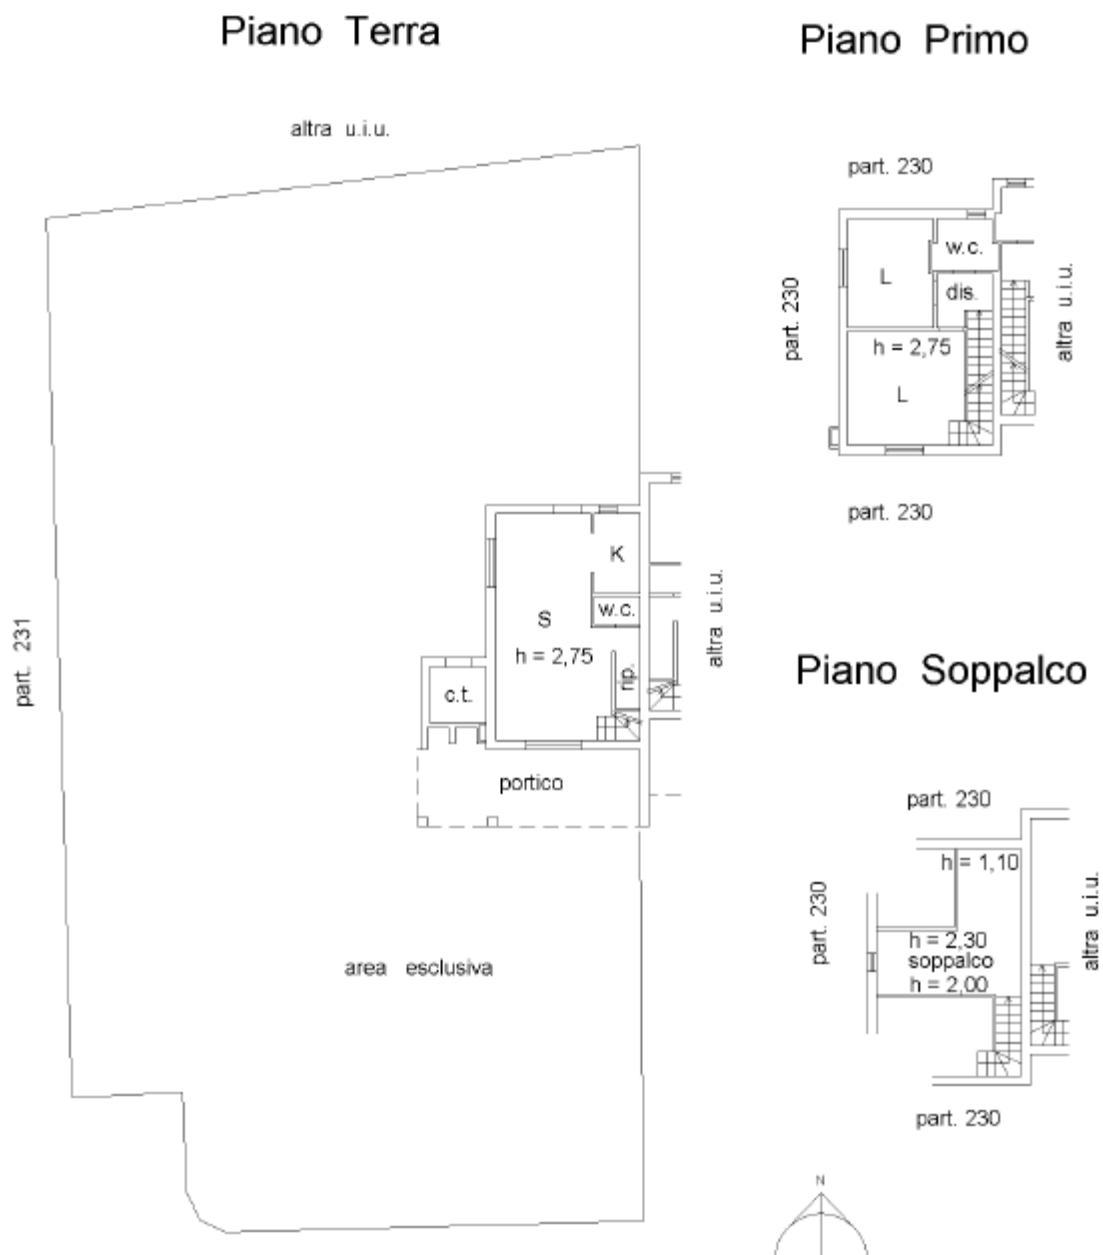 Piano Terra
altra u.i.u.
part. 231
K
w.c.
S
h = 2,75
rip.
c.t.
portico
altra u.i.u.
area esclusiva
Piano Primo
part. 230
part. 230
w.c.
L
dis.
h = 2,75
L
altra u.i.u.
part. 230
Piano Soppalco
part. 230
h = 1,10
part. 230
h = 2,30
soppalco
h = 2,00
altra u.i.u.
part. 230
N